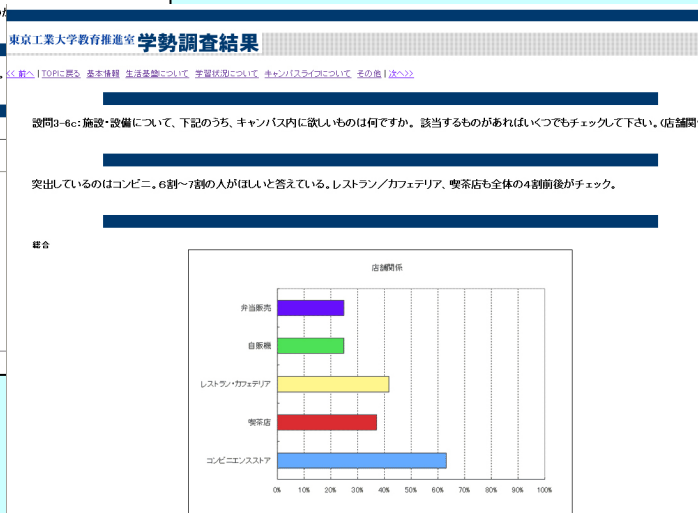 東京工業大学教育推進室 学勢調査結果
<< 前へ | TOPに戻る 基本情報 生活基盤について 学習状況について キャンパスライフについて その他 | 次へ>>
設問3-6c:施設・設備について、下記のうち、キャンパス内に欲しいものは何ですか。該当するものがあればいくつでもチェックして下さい。(店舗関
突出しているのはコンビニ。6割~7割の人がほしいと答えている。レストラン/カフェテリア、喫茶店も全体の4割前後がチェック。
総合
店舗関係
弁当販売
自販機
レストラン・カフェテリア
喫茶店
コンビニエンスストア
0% 10% 20% 30% 40% 50% 60% 70% 80% 90% 100%